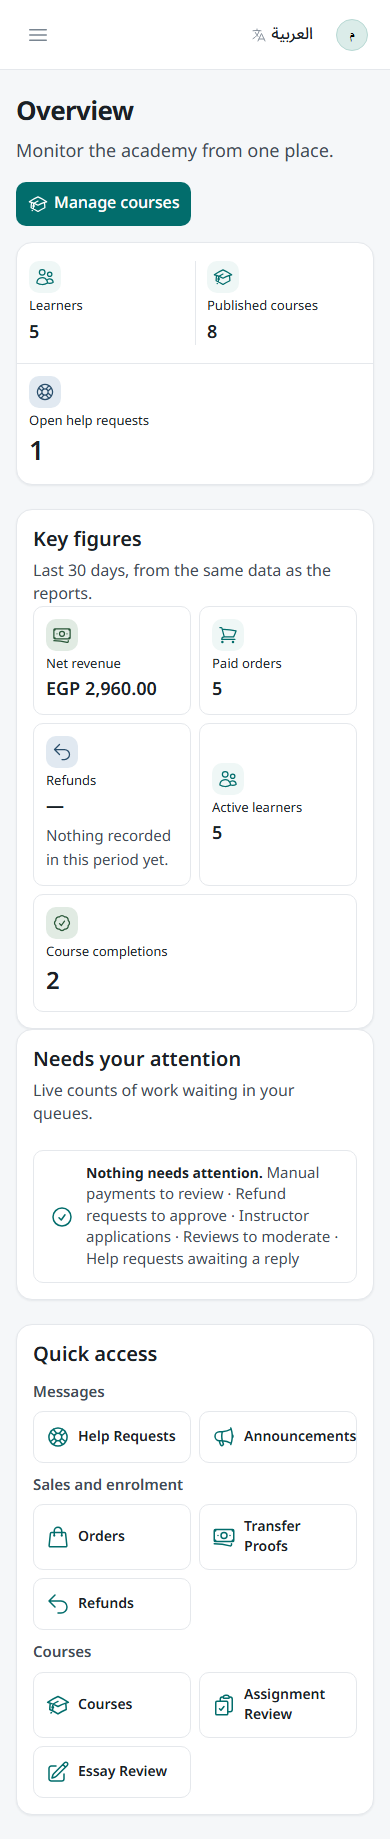 العربية
م
Overview
Monitor the academy from one place.
Manage courses
Learners
5
Published courses
8
Open help requests
1
Key figures
Last 30 days, from the same data as the
reports.
Net revenue
EGP 2,960.00
Paid orders
5
Refunds
—
Nothing recorded
in this period yet.
Active learners
5
Course completions
2
Needs your attention
Live counts of work waiting in your
queues.
Nothing needs attention. Manual
payments to review · Refund
requests to approve · Instructor
applications · Reviews to moderate ·
Help requests awaiting a reply
Quick access
Messages
Help Requests
Announcements
Sales and enrolment
Orders
Transfer
Proofs
Refunds
Courses
Courses
Assignment
Review
Essay Review